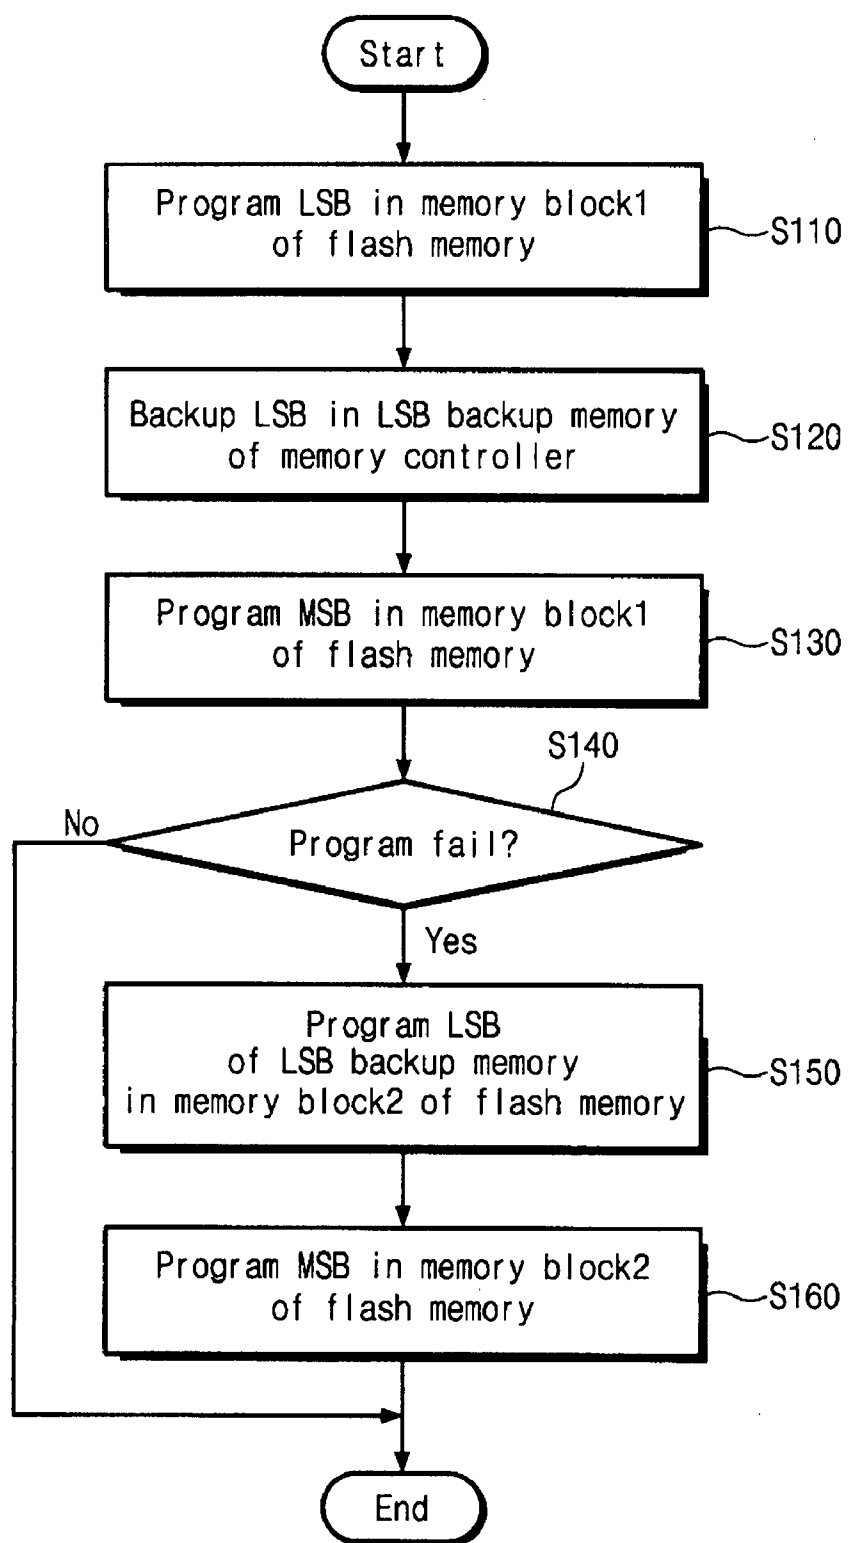 Start
Program LSB in memory block1
of flash memory
S110
Backup LSB in LSB backup memory
of memory controller
S120
Program MSB in memory block1
of flash memory
S130
S140
No
Program fail?
Yes
Program LSB
of LSB backup memory
in memory block2 of flash memory
S150
Program MSB in memory block2
of flash memory
S160
End